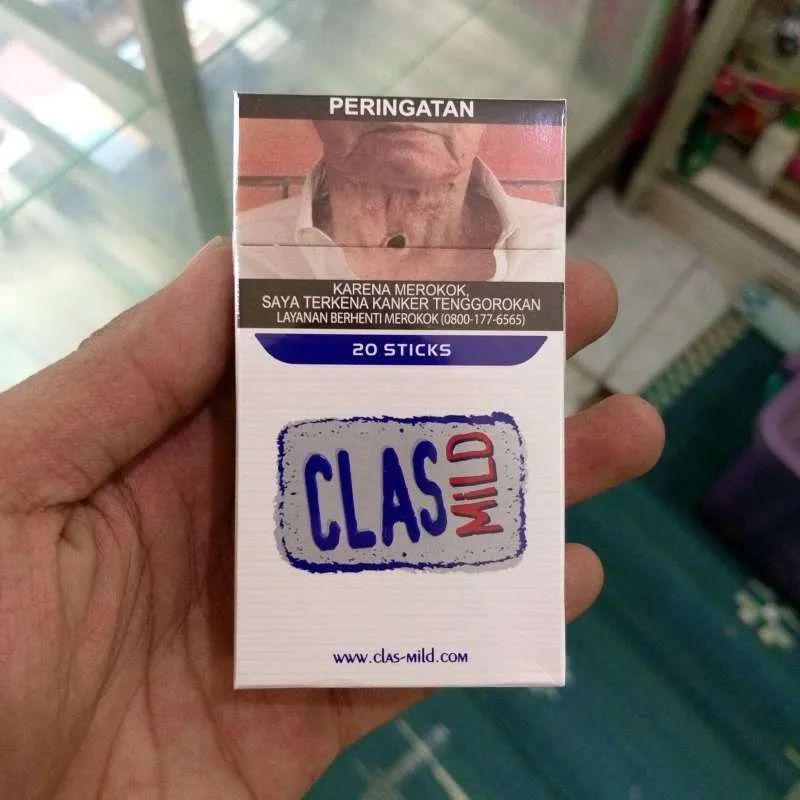 PERINGATAN
KARENA MEROKOK,
SAYA TERKENA KANKER TENGGOROKAN
LAYANAN BERHENTI MEROKOK (0800-177-6565)
20 STICKS
CLAS MILD
www.clas-mild.com